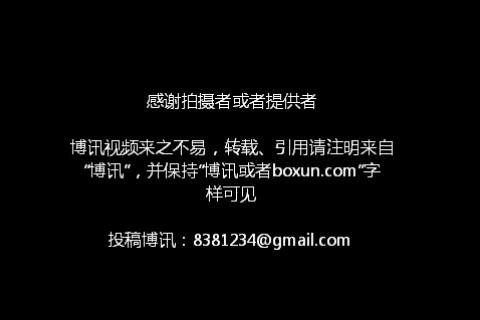 感谢拍摄者或者提供者
博讯视频来之不易，转载、引用请注明来自
“博讯“，并保持”博讯或者boxun.com”字
样可见
投稿博讯：8381234@gmail.com